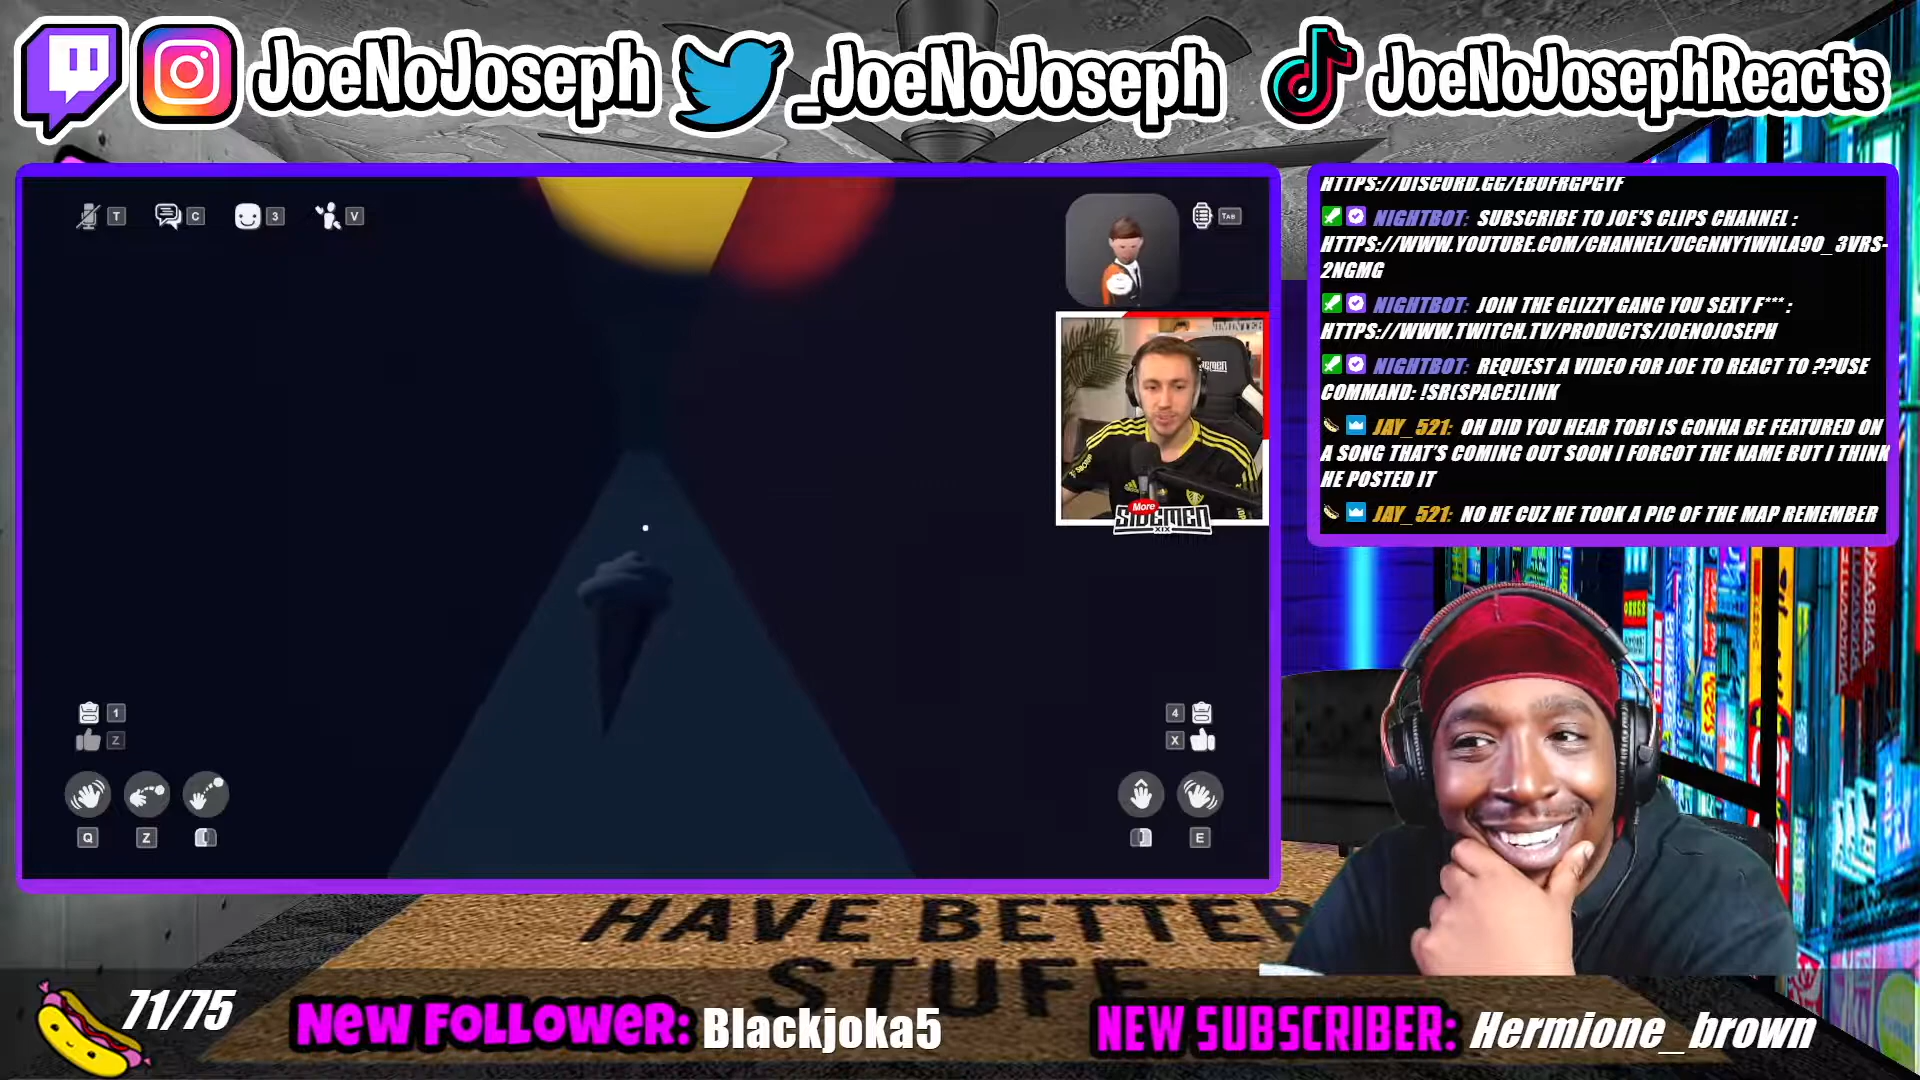 JoeNoJoseph
_JoeNoJoseph
JoeNoJosephReacts
T
C
3
V
TAB
HTTPS://DISCORD.GG/EBUFRGPGYF
NIGHTBOT: SUBSCRIBE TO JOE'S CLIPS CHANNEL :
HTTPS://WWW.YOUTUBE.COM/CHANNEL/UCGNNY1WNLA9O_3VRS-
2NGMG
NIGHTBOT: JOIN THE GLIZZY GANG YOU SEXY F*** :
HTTPS://WWW.TWITCH.TV/PRODUCTS/JOENOJOSEPH
NIGHTBOT: REQUEST A VIDEO FOR JOE TO REACT TO ??USE
COMMAND: !SR(SPACE)LINK
JAY_521: OH DID YOU HEAR TOBI IS GONNA BE FEATURED ON
A SONG THAT'S COMING OUT SOON I FORGOT THE NAME BUT I THINK
HE POSTED IT
JAY_521: NO HE CUZ HE TOOK A PIC OF THE MAP REMEMBER
More
SIDEMEN
XIX
1
Z
4
X
Q
Z
E
HAVE BETTER
STUFF
71/75
NEW FOLLOWER: Blackjoka5
NEW SUBSCRIBER: Hermione_brown